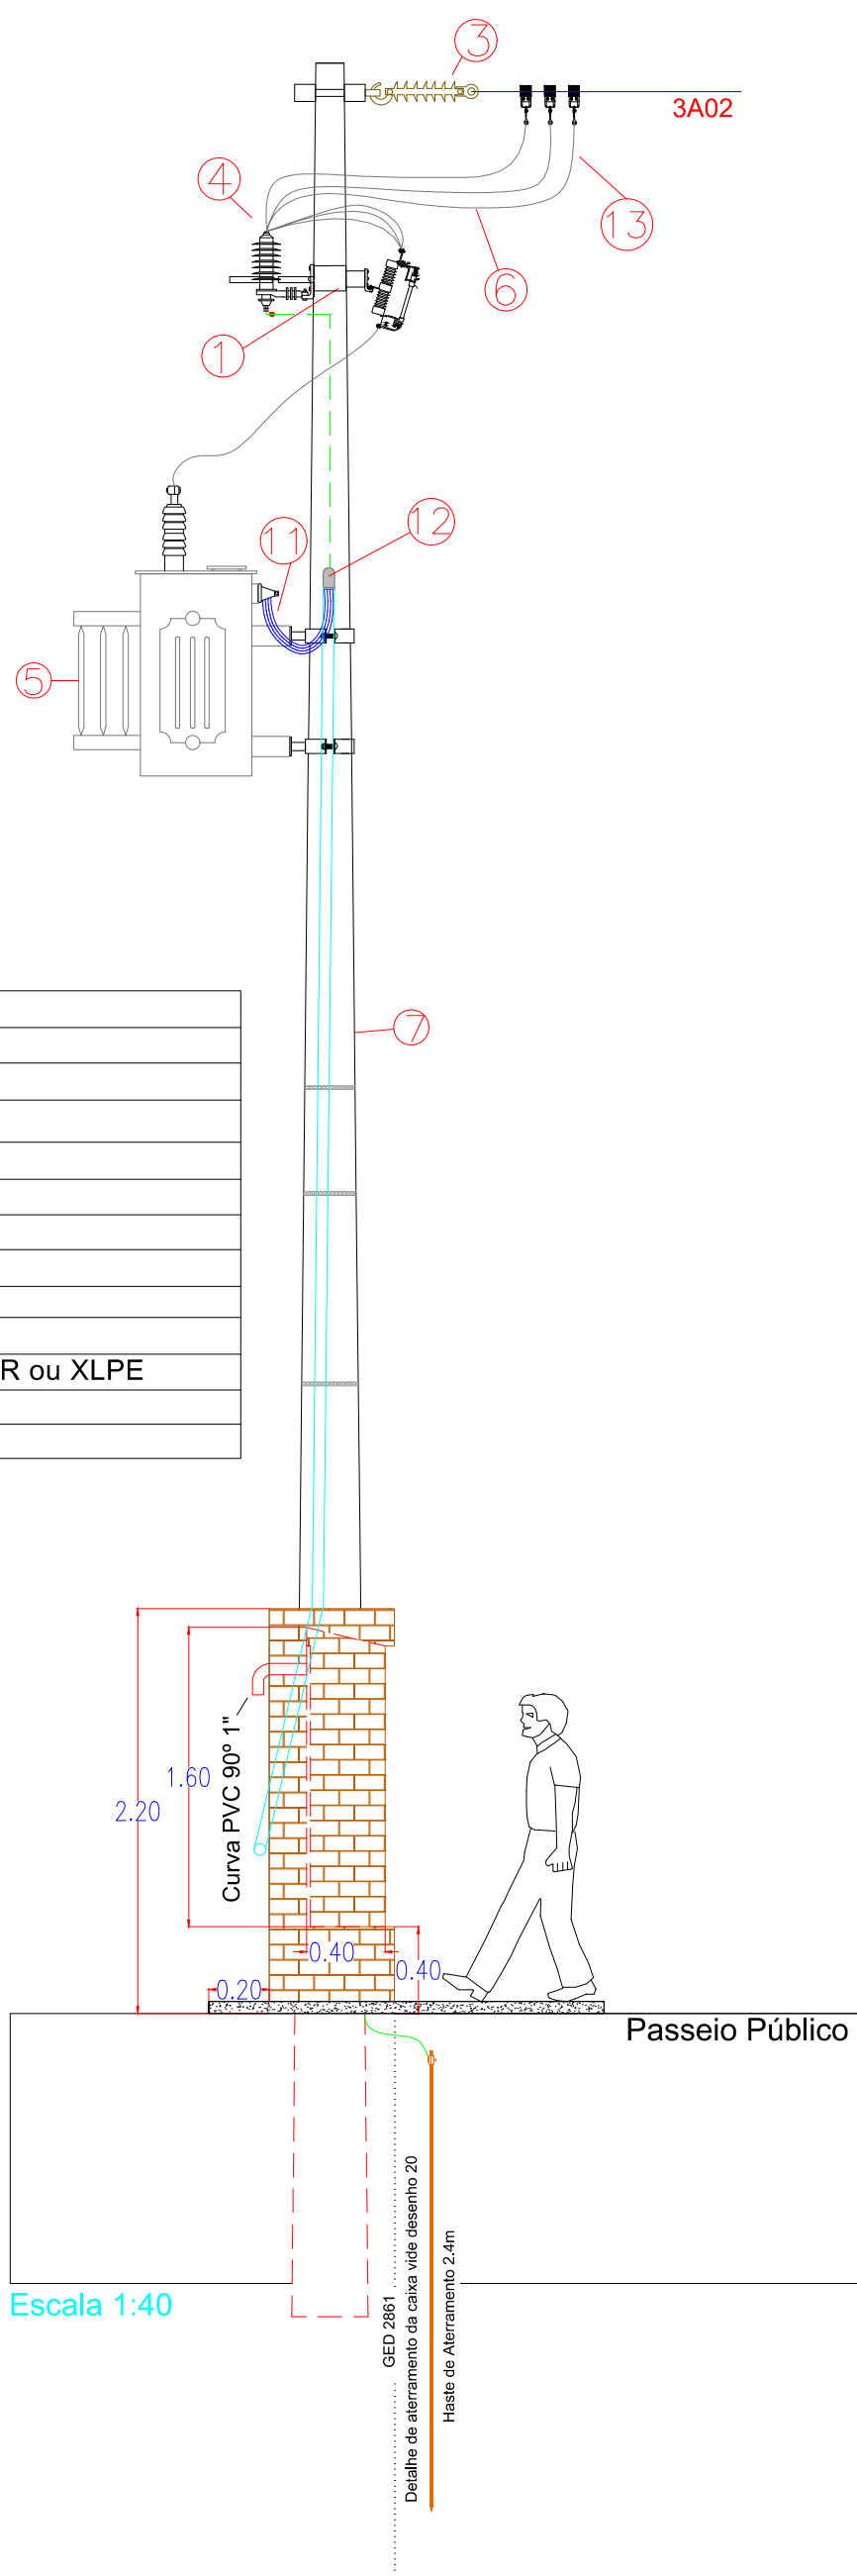 3
3A02
4
13
6
1
12
11
5
7
R ou XLPE
Curva PVC 90º 1"
1.60
2.20
0.40
0.40
0.20
Passeio Público
Escala 1:40
GED 2861
Detalhe de aterramento da caixa vide desenho 20
Haste de Aterramento 2.4m